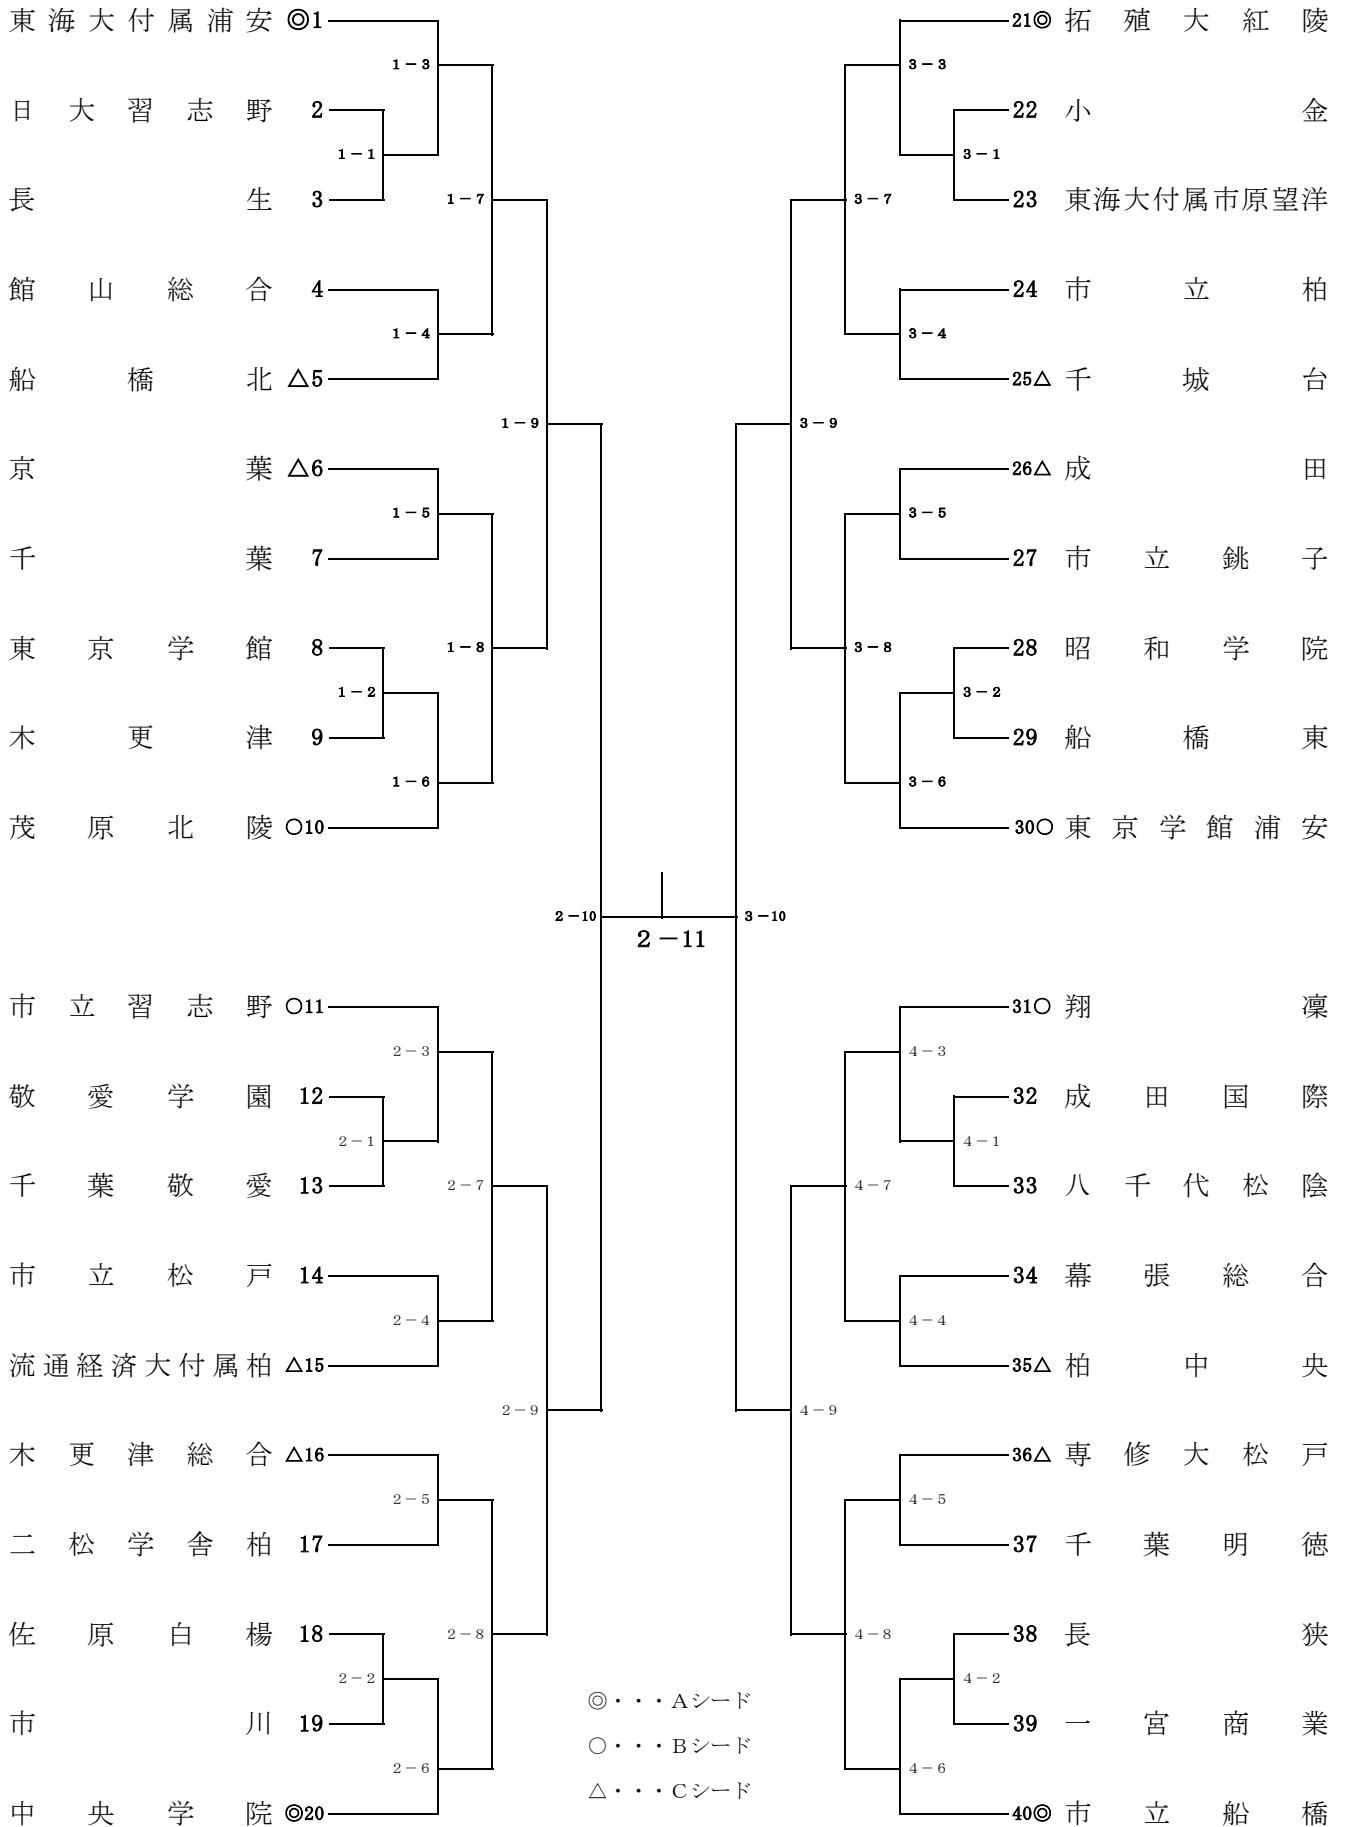 東海大付属浦安 ◎1
1－3
日大習志野 2
1－1
長生 3
1－7
館山総合 4
1－4
船橋北 △5
1－9
京葉 △6
1－5
千葉 7
東京学館 8
1－8
1－2
木更津 9
1－6
茂原北陵 ○10
2－10
市立習志野 ○11
2－3
敬愛学園 12
2－1
千葉敬愛 13
2－7
市立松戸 14
2－4
流通経済大付属柏 △15
2－9
木更津総合 △16
2－5
二松学舎柏 17
佐原白楊 18
2－8
2－2
市川 19
2－6
中央学院 ◎20
2－11
◎・・・Aシード
○・・・Bシード
△・・・Cシード
21◎ 拓殖大紅陵
3－3
22 小金
3－1
23 東海大付属市原望洋
3－7
24 市立柏
3－4
25△ 千城台
3－9
26△ 成田
3－5
27 市立銚子
28 昭和学院
3－8
3－2
29 船橋東
3－6
30○ 東京学館浦安
3－10
31○ 翔凜
4－3
32 成田国際
4－1
33 八千代松陰
4－7
34 幕張総合
4－4
35△ 柏中央
4－9
36△ 専修大松戸
4－5
37 千葉明徳
38 長狭
4－8
4－2
39 一宮商業
4－6
40◎ 市立船橋